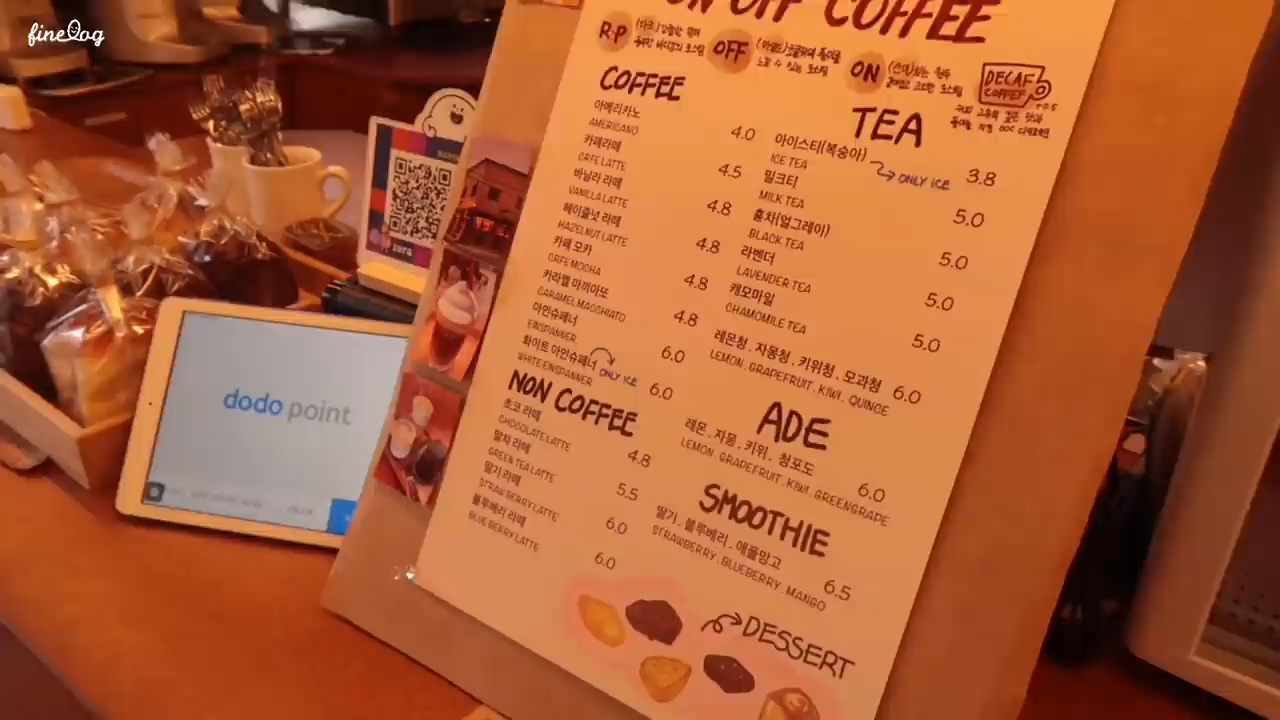 fineLog
ON OFF COFFEE
R.P
OFF
ON
DECAF
COFFEE
+0.5
COFFEE
아메리카노
AMERICANO
4.0
카페라떼
CAFE LATTE
4.5
바닐라 라떼
VANILLA LATTE
4.8
헤이즐넛 라떼
HAZELNUT LATTE
4.8
카페 모카
CAFE MOCHA
4.8
카라멜 마끼아또
CARAMEL MACCHIATO
4.8
아인슈페너
EINSPANNER
6.0
화이트 아인슈페너
ONLY ICE
WHITE EINSPANNER
6.0
NON COFFEE
초코 라떼
CHOCOLATE LATTE
4.8
말차 라떼
GREEN TEA LATTE
5.5
딸기 라떼
STRAWBERRY LATTE
6.0
블루베리 라떼
BLUE BERRY LATTE
6.0
TEA
아이스티(복숭아)
ICE TEA
ONLY ICE
3.8
밀크티
MILK TEA
5.0
홍차(얼그레이)
BLACK TEA
5.0
라벤더
LAVENDER TEA
5.0
캐모마일
CHAMOMILE TEA
5.0
레몬청 . 자몽청 . 키위청 . 모과청
LEMON . GRAPEFRUIT . KIWI . QUINCE
6.0
ADE
레몬 . 자몽 . 키위 . 청포도
LEMON . GRAPEFRUIT . KIWI . GREENGRAPE
6.0
SMOOTHIE
딸기 . 블루베리 . 애플망고
STRAWBERRY . BLUEBERRY . MANGO
6.5
DESSERT
dodo point